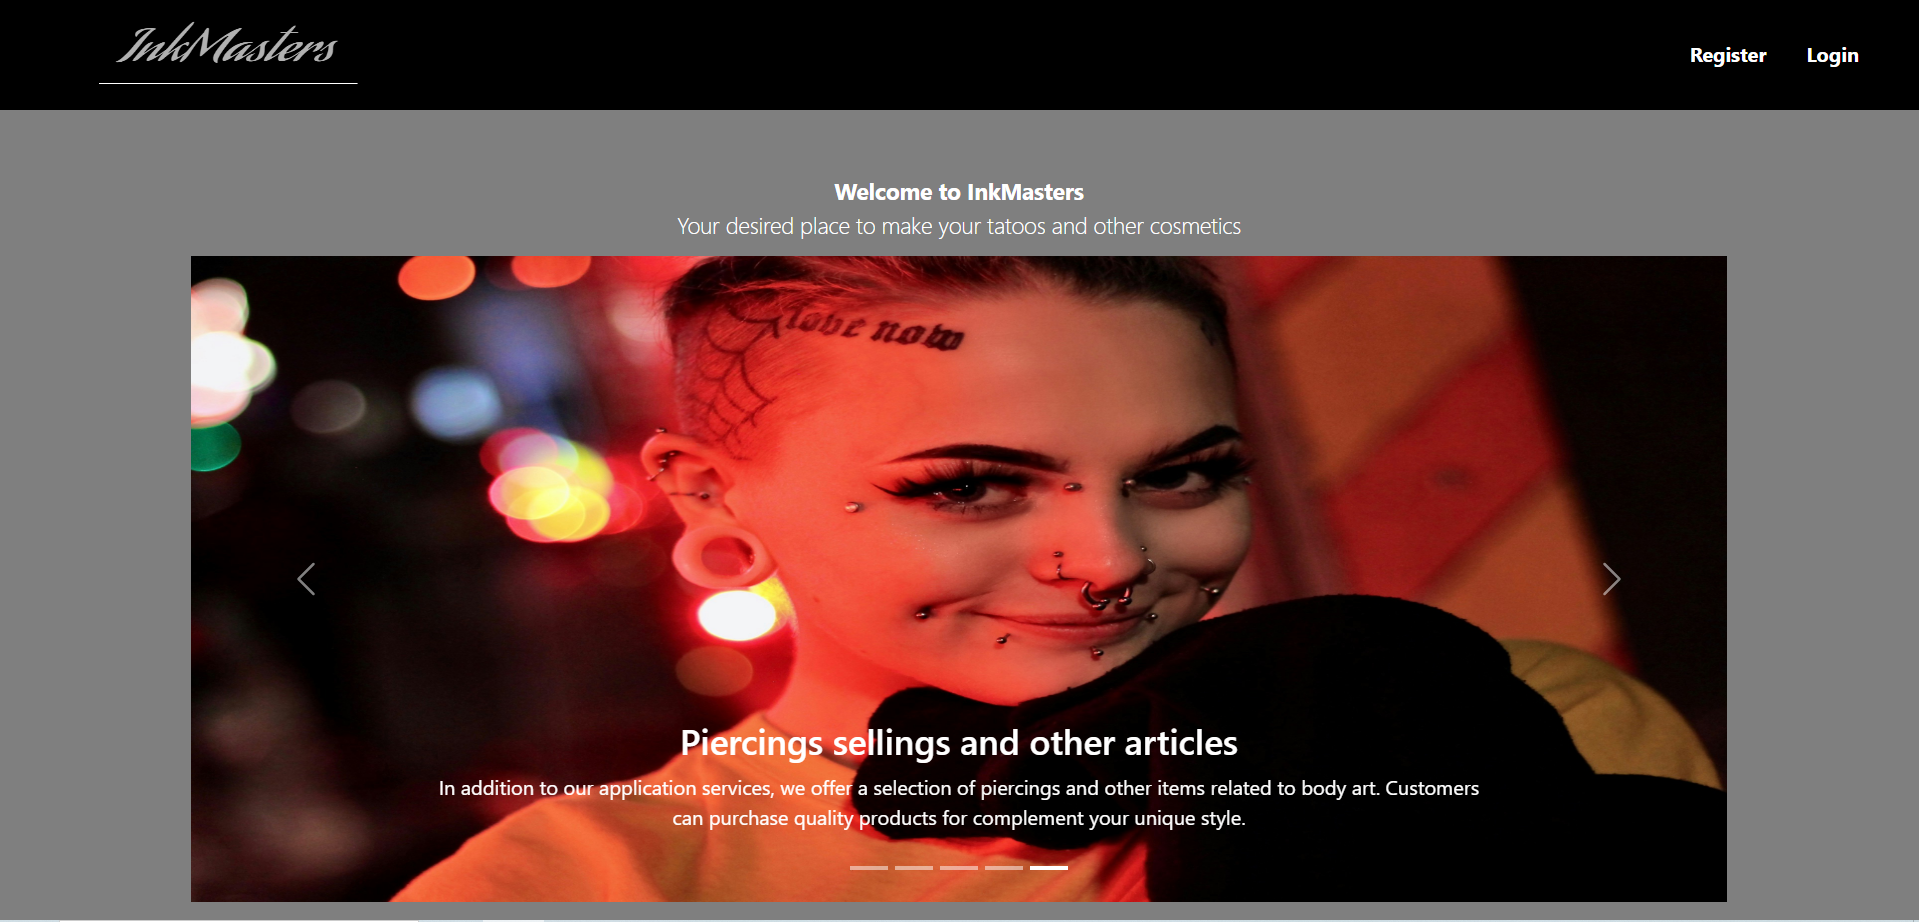 InkMasters
Register
Login
Welcome to InkMasters
Your desired place to make your tatoos and other cosmetics
love now
Piercings sellings and other articles
In addition to our application services, we offer a selection of piercings and other items related to body art. Customers
can purchase quality products for complement your unique style.